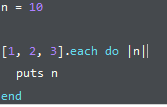 n = 10
[1, 2, 3].each do |n|
puts n
end